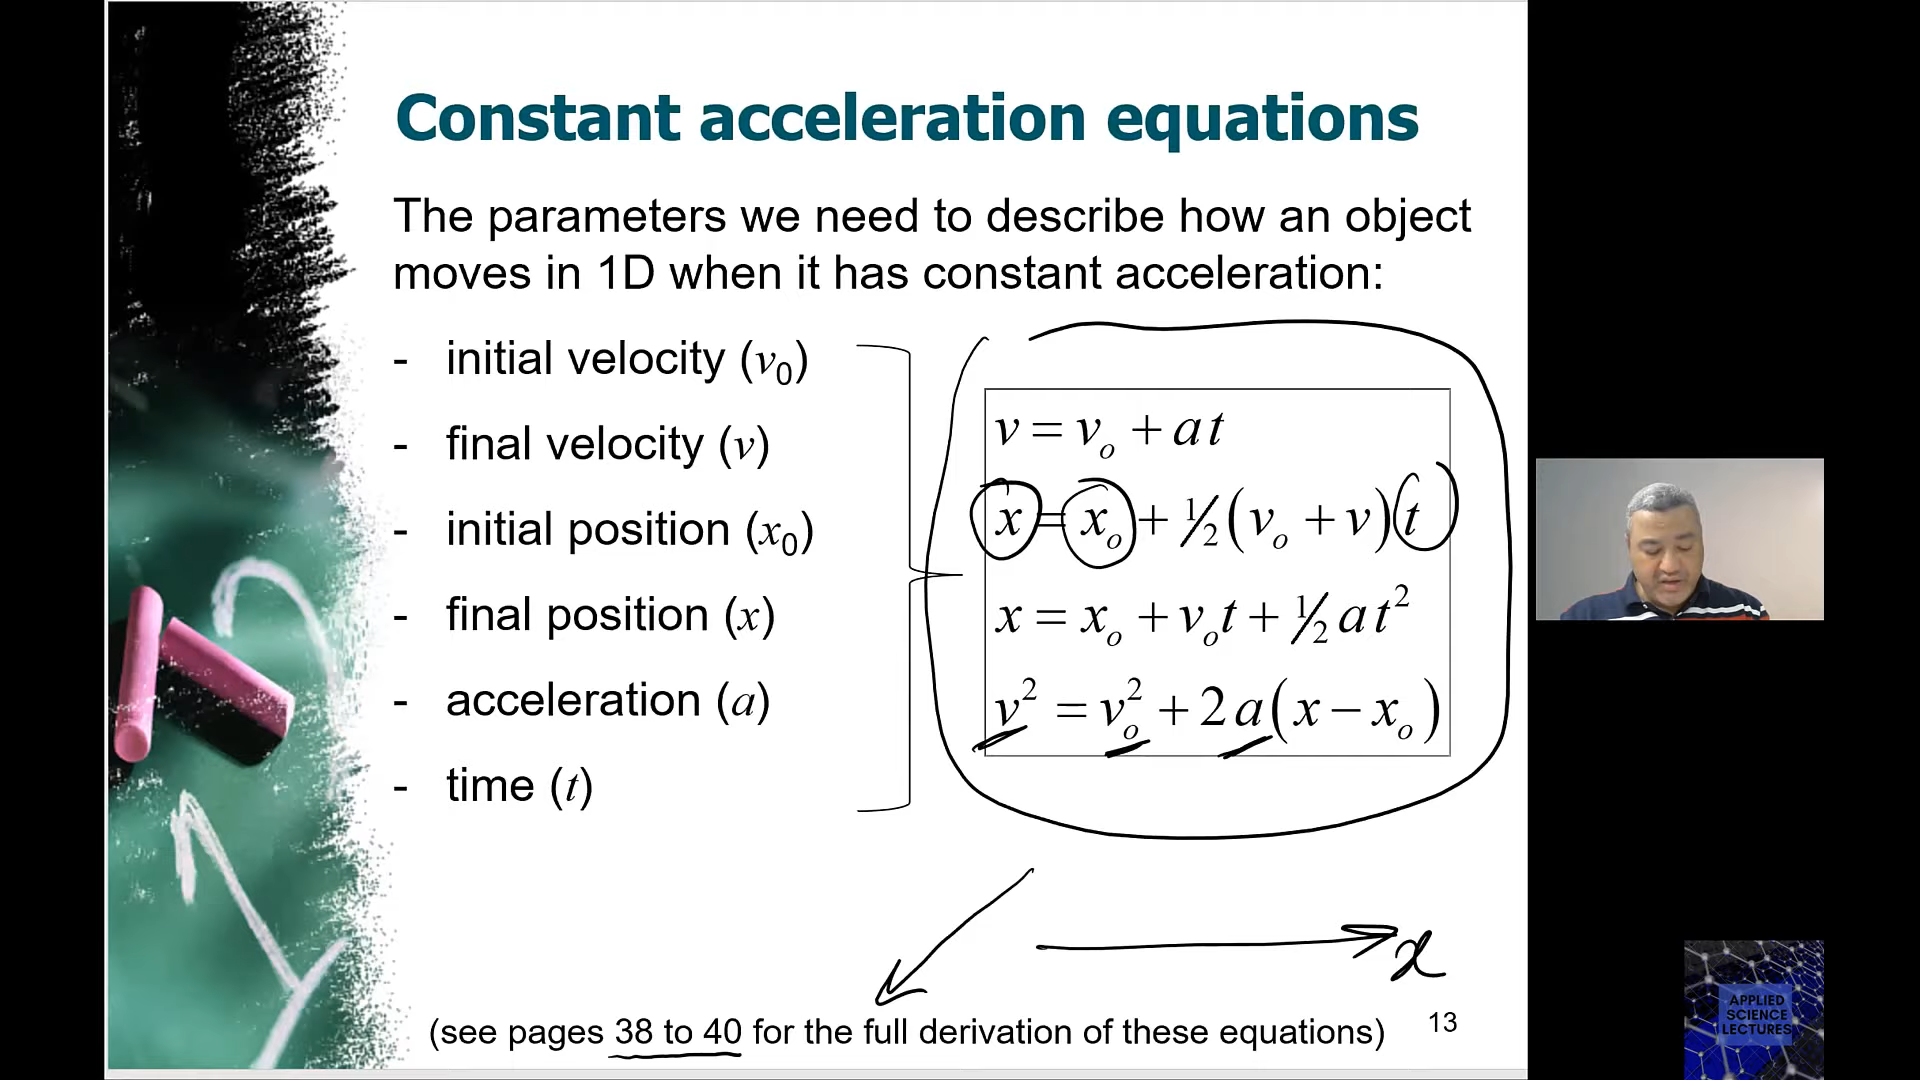 Constant acceleration equations
The parameters we need to describe how an object
moves in 1D when it has constant acceleration:
- initial velocity (v₀)
- final velocity (v)
- initial position (x₀)
- final position (x)
- acceleration (a)
- time (t)
v = vₒ + at
x = xₒ + ½(vₒ + v)t
x = xₒ + vₒt + ½at²
v² = vₒ² + 2a(x − xₒ)
x
(see pages 38 to 40 for the full derivation of these equations)
13
APPLIED
SCIENCE
LECTURES